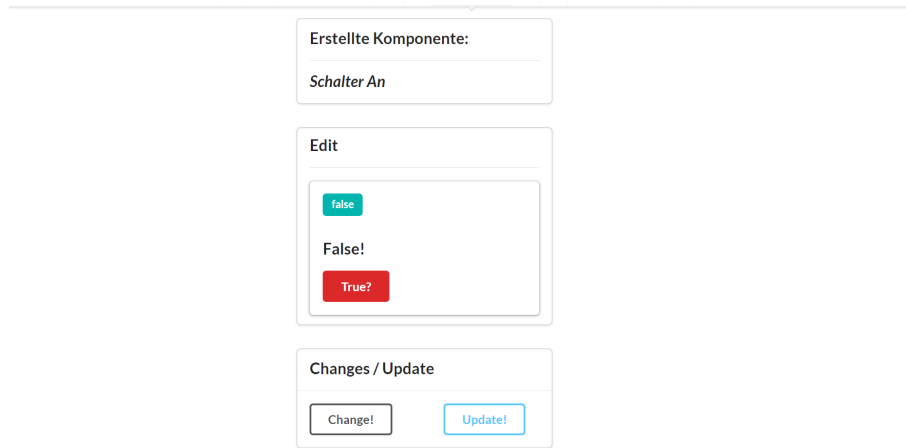 Erstellte Komponente:
Schalter An
Edit
false
False!
True?
Changes / Update
Change! Update!